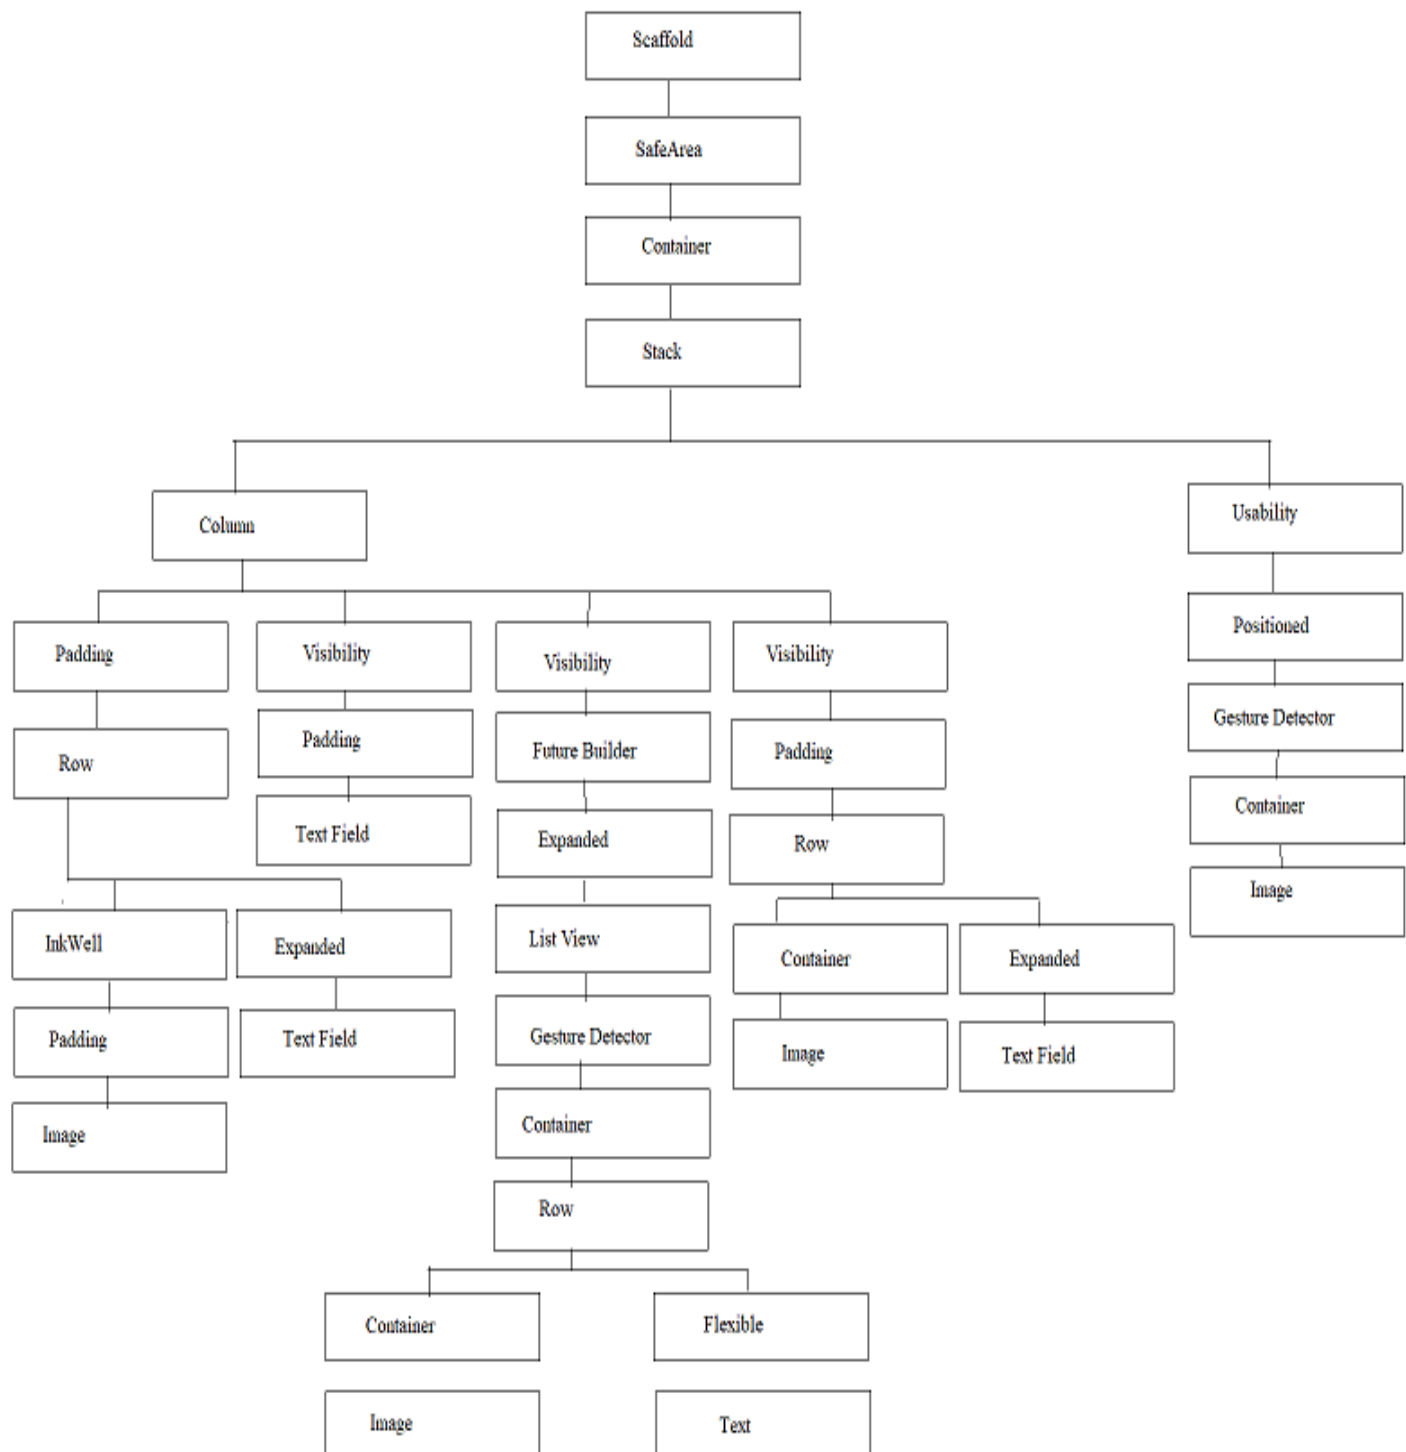 Scaffold
SafeArea
Container
Stack
Column
Usability
Padding
Visibility
Visibility
Visibility
Positioned
Row
Padding
Future Builder
Padding
Gesture Detector
Text Field
Expanded
Row
Container
InkWell
Expanded
List View
Container
Expanded
Image
Padding
Text Field
Gesture Detector
Image
Text Field
Image
Container
Row
Container
Flexible
Image
Text